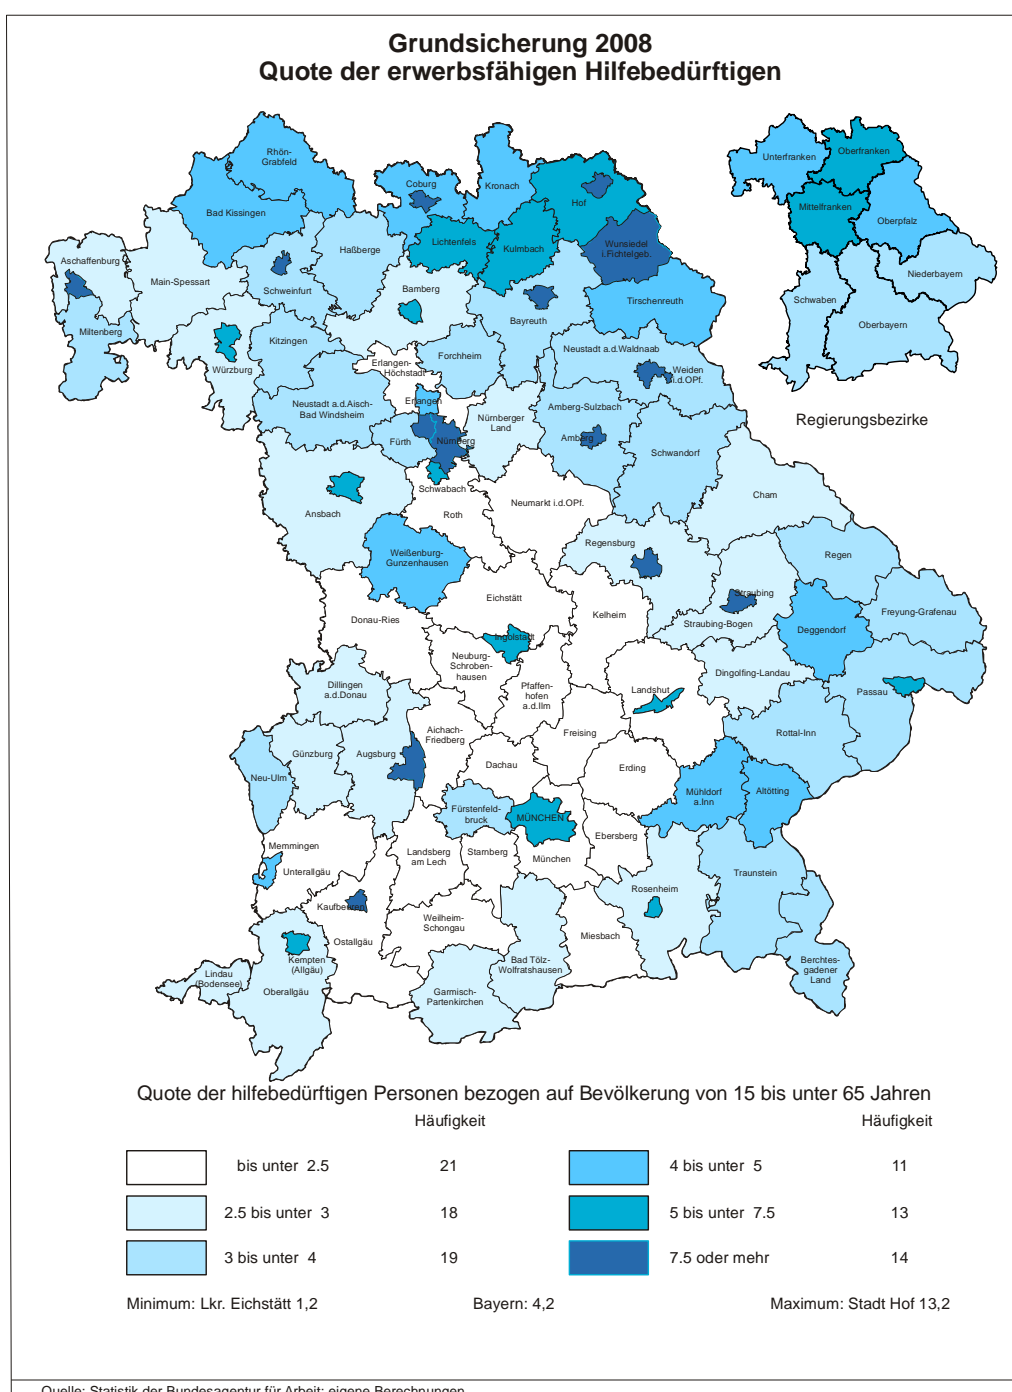 Grundsicherung 2008
Quote der erwerbsfähigen Hilfebedürftigen
Rhön-
Grabfeld
Bad Kissingen
Coburg
Kronach
Hof
Lichtenfels
Kulmbach
Wunsiedel
i.Fichtelgeb.
Haßberge
Aschaffenburg
Main-Spessart
Schweinfurt
Bamberg
Tirschenreuth
Bayreuth
Miltenberg
Würzburg
Kitzingen
Erlangen-
Höchstadt
Forchheim
Neustadt a.d.Waldnaab
Weiden
i.d.OPf.
Neustadt a.d.Aisch-
Bad Windsheim
Erlangen
Nürnberger
Land
Amberg-Sulzbach
Fürth
Nürnberg
Amberg
Schwandorf
Schwabach
Roth
Neumarkt i.d.OPf.
Cham
Ansbach
Weißenburg-
Gunzenhausen
Regensburg
Regen
Eichstätt
Kelheim
Straubing
Straubing-Bogen
Deggendorf
Freyung-Grafenau
Donau-Ries
Ingolstadt
Neuburg-
Schroben-
hausen
Pfaffen-
hofen
a.d.Ilm
Landshut
Dingolfing-Landau
Passau
Dillingen
a.d.Donau
Aichach-
Friedberg
Freising
Rottal-Inn
Neu-Ulm
Günzburg
Augsburg
Dachau
Erding
Mühldorf
a.Inn
Altötting
Fürstenfeld-
bruck
MÜNCHEN
Ebersberg
Memmingen
Unterallgäu
Landsberg
am Lech
Starnberg
München
Traunstein
Rosenheim
Kaufbeuren
Ostallgäu
Weilheim-
Schongau
Miesbach
Bad Tölz-
Wolfratshausen
Berchtes-
gadener
Land
Lindau
(Bodensee)
Kempten
(Allgäu)
Oberallgäu
Garmisch-
Partenkirchen
Unterfranken
Oberfranken
Mittelfranken
Oberpfalz
Niederbayern
Schwaben
Oberbayern
Regierungsbezirke
Quote der hilfebedürftigen Personen bezogen auf Bevölkerung von 15 bis unter 65 Jahren
Häufigkeit Häufigkeit
bis unter 2.5 21 4 bis unter 5 11
2.5 bis unter 3 18 5 bis unter 7.5 13
3 bis unter 4 19 7.5 oder mehr 14
Minimum: Lkr. Eichstätt 1,2 Bayern: 4,2 Maximum: Stadt Hof 13,2
Quelle: Statistik der Bundesagentur für Arbeit; eigene Berechnungen